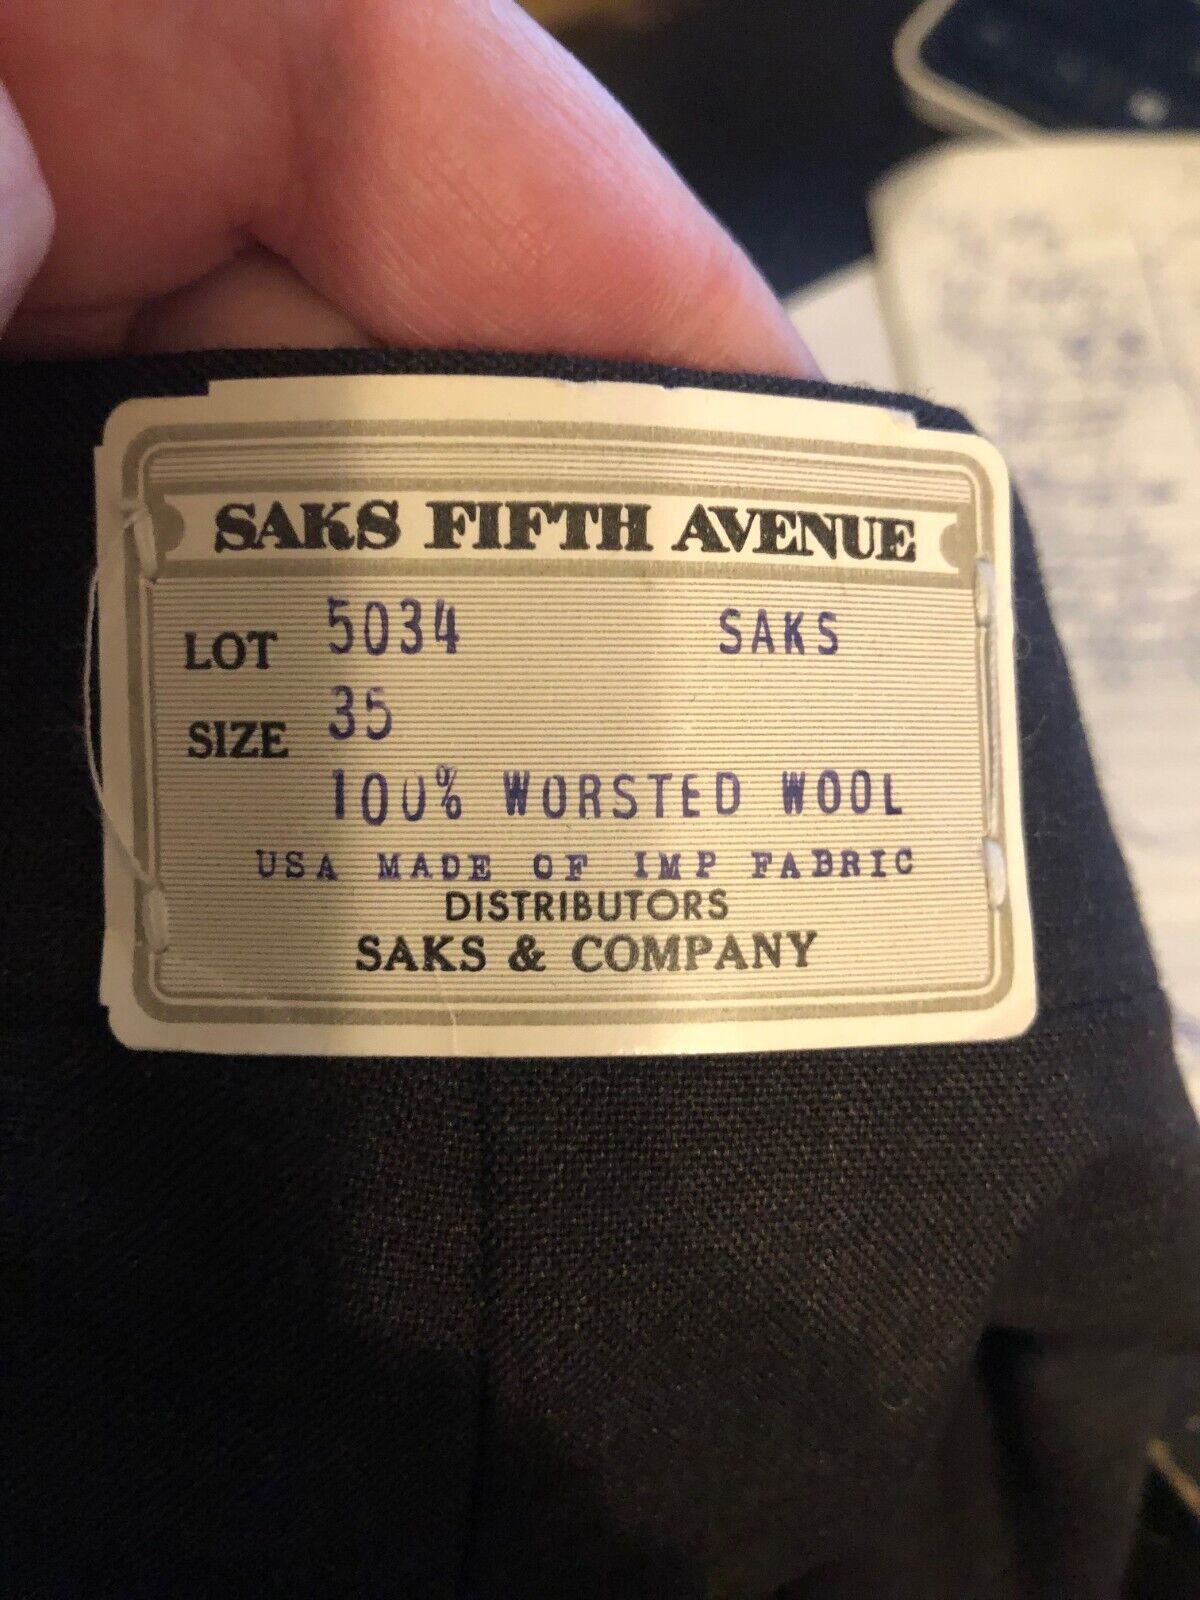 SAKS FIFTH AVENUE
LOT 5034 SAKS
SIZE 35
100% WORSTED WOOL
USA MADE OF IMP FABRIC
DISTRIBUTORS
SAKS & COMPANY